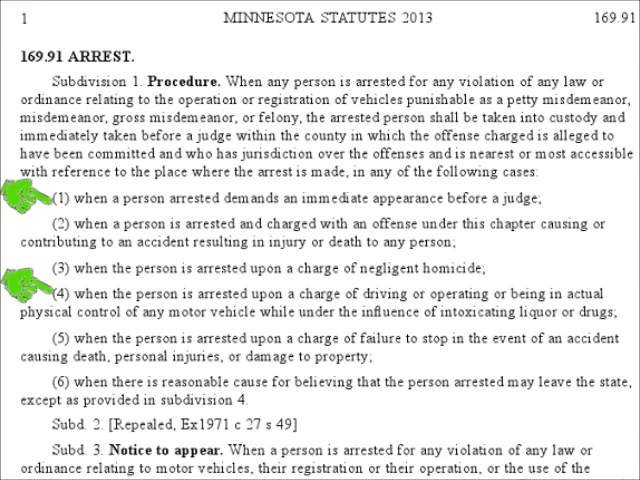 1 MINNESOTA STATUTES 2013 169.91
169.91 ARREST.
Subdivision 1. Procedure. When any person is arrested for any violation of any law or
ordinance relating to the operation or registration of vehicles punishable as a petty misdemeanor,
misdemeanor, gross misdemeanor, or felony, the arrested person shall be taken into custody and
immediately taken before a judge within the county in which the offense charged is alleged to
have been committed and who has jurisdiction over the offenses and is nearest or most accessible
with reference to the place where the arrest is made, in any of the following cases:
(1) when a person arrested demands an immediate appearance before a judge;
(2) when a person is arrested and charged with an offense under this chapter causing or
contributing to an accident resulting in injury or death to any person;
(3) when the person is arrested upon a charge of negligent homicide;
(4) when the person is arrested upon a charge of driving or operating or being in actual
physical control of any motor vehicle while under the influence of intoxicating liquor or drugs;
(5) when the person is arrested upon a charge of failure to stop in the event of an accident
causing death, personal injuries, or damage to property;
(6) when there is reasonable cause for believing that the person arrested may leave the state,
except as provided in subdivision 4.
Subd. 2. [Repealed, Ex1971 c 27 s 49]
Subd. 3. Notice to appear. When a person is arrested for any violation of any law or
ordinance relating to motor vehicles, their registration or their operation, or the use of the